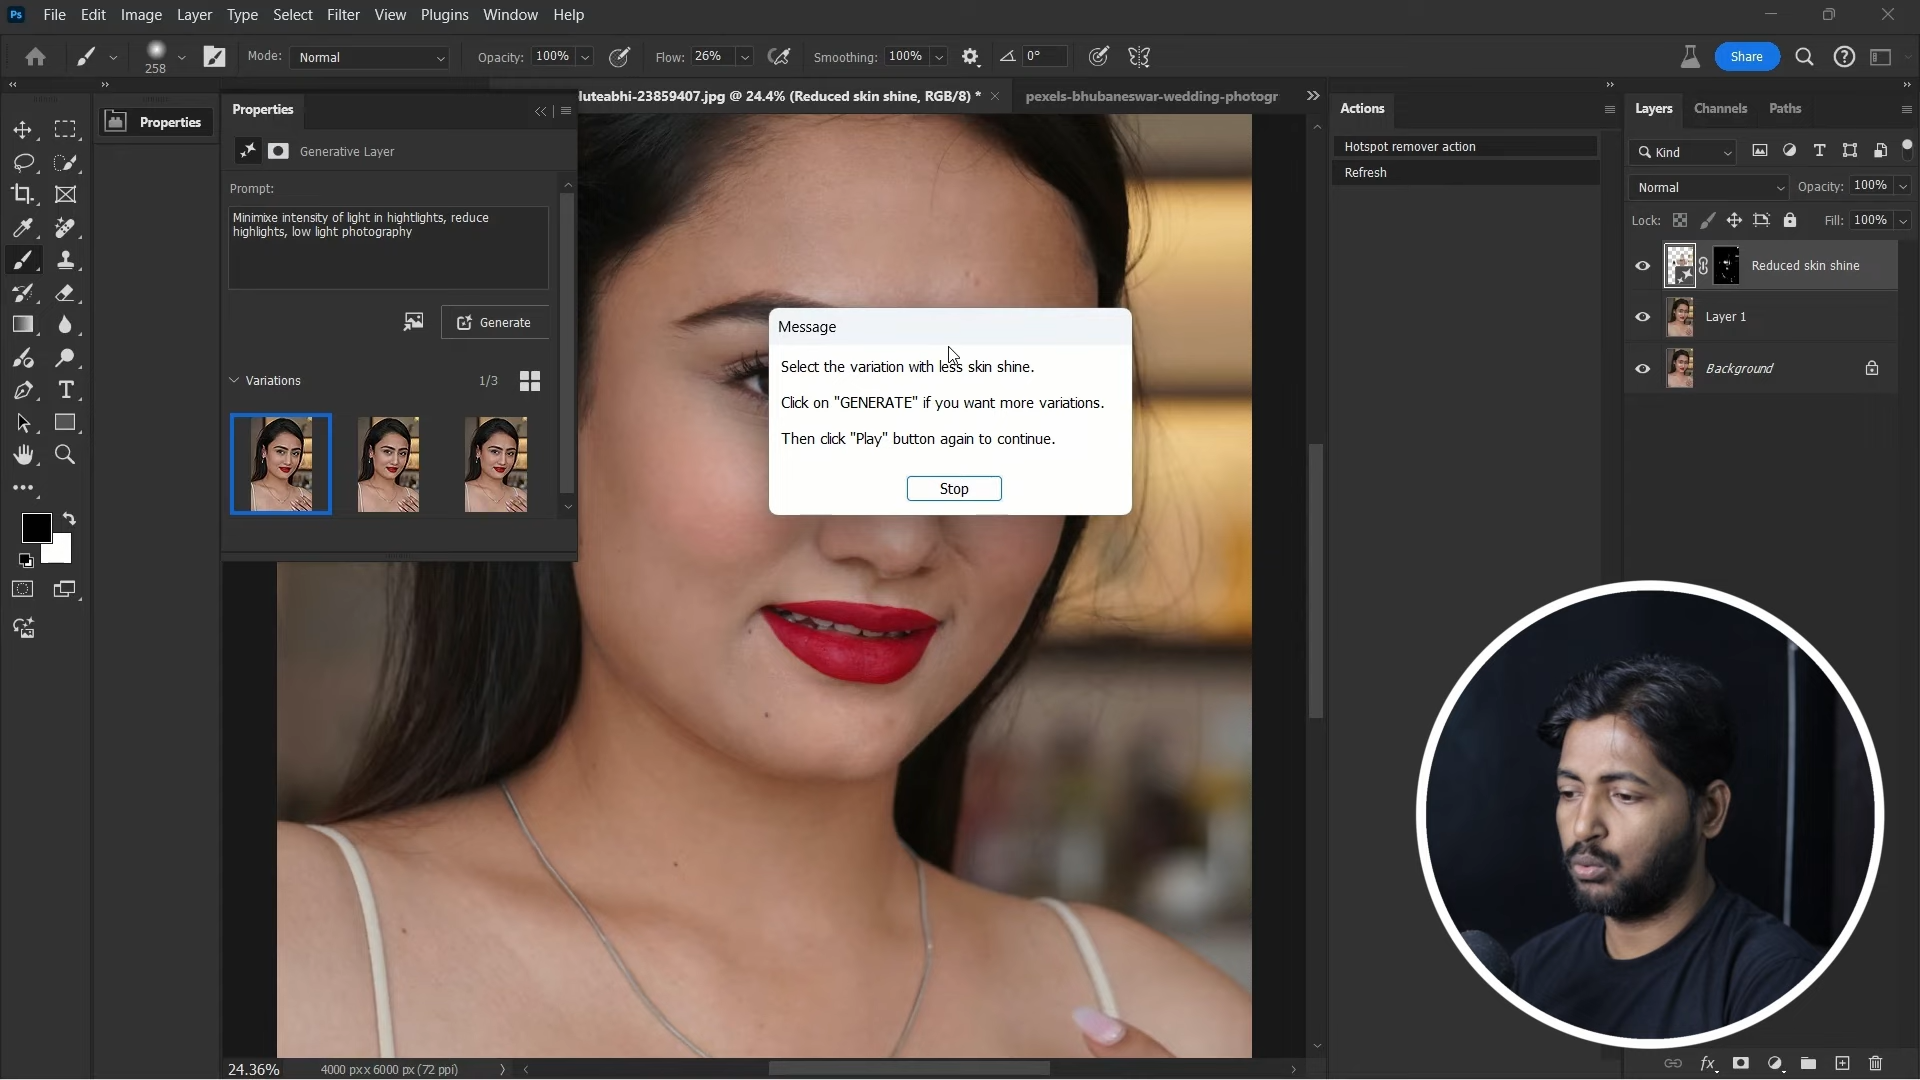 Ps File Edit Image Layer Type Select Filter View Plugins Window Help
258 Mode: Normal Opacity: 100% Flow: 26% Smoothing: 100% 0° Share
Properties
Properties
Generative Layer
Prompt:
Minimixe intensity of light in hightlights, reduce
highlights, low light photography
Generate
Variations 1/3
luteabhi-23859407.jpg @ 24.4% (Reduced skin shine, RGB/8) *
pexels-bhubaneswar-wedding-photogr
Message
Select the variation with less skin shine.
Click on "GENERATE" if you want more variations.
Then click "Play" button again to continue.
Stop
Actions
Hotspot remover action
Refresh
Layers Channels Paths
Kind
Normal Opacity: 100%
Lock: Fill: 100%
Reduced skin shine
Layer 1
Background
fx
24.36% 4000 px x 6000 px (72 ppi)